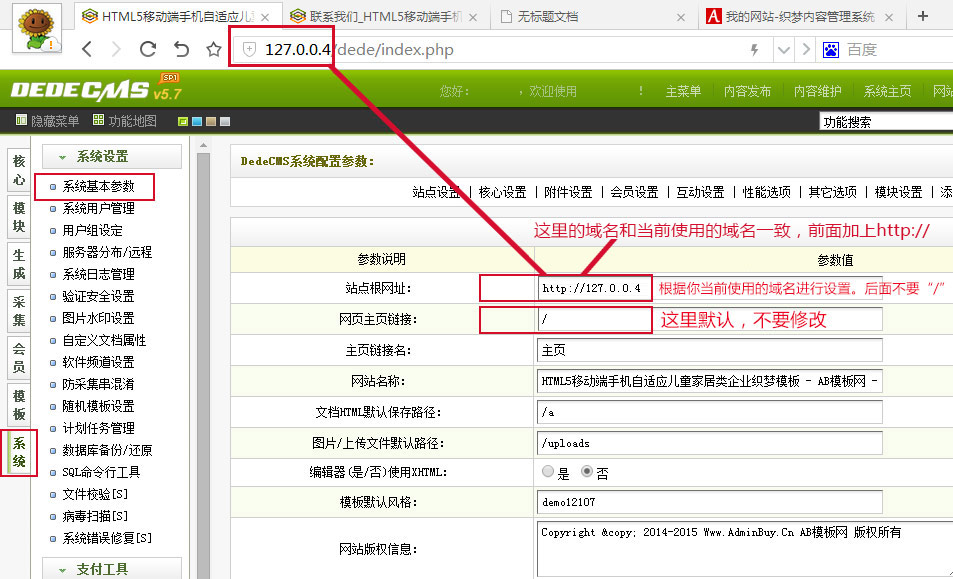 HTML5移动端手机自适应儿
联系我们_HTML5移动端手机
无标题文档
我的网站-织梦内容管理系统
127.0.0.4/dede/index.php
百度
DEDECMS v5.7 SP1
您好： ，欢迎使用 ！ 主菜单 内容发布 内容维护 系统主页 网站
隐藏菜单 功能地图
功能搜索
核心
模块
生成
采集
会员
模板
系统
系统设置
系统基本参数
系统用户管理
用户组设定
服务器分布/远程
系统日志管理
验证安全设置
图片水印设置
自定义文档属性
软件频道设置
防采集串混淆
随机模板设置
计划任务管理
数据库备份/还原
SQL命令行工具
文件校验[S]
病毒扫描[S]
系统错误修复[S]
支付工具
DedeCMS系统配置参数：
站点设置 | 核心设置 | 附件设置 | 会员设置 | 互动设置 | 性能选项 | 其它选项 | 模块设置 | 添
这里的域名和当前使用的域名一致，前面加上http://
参数说明 参数值
站点根网址： http://127.0.0.4 根据你当前使用的域名进行设置。后面不要“/”
网页主页链接： / 这里默认，不要修改
主页链接名： 主页
网站名称： HTML5移动端手机自适应儿童家居类企业织梦模板 - AB模板网 -
文档HTML默认保存路径： /a
图片/上传文件默认路径： /uploads
编辑器(是/否)使用XHTML： 是 否
模板默认风格： demo12107
网站版权信息： Copyright &copy; 2014-2015 Www.AdminBuy.Cn AB模板网 版权所有